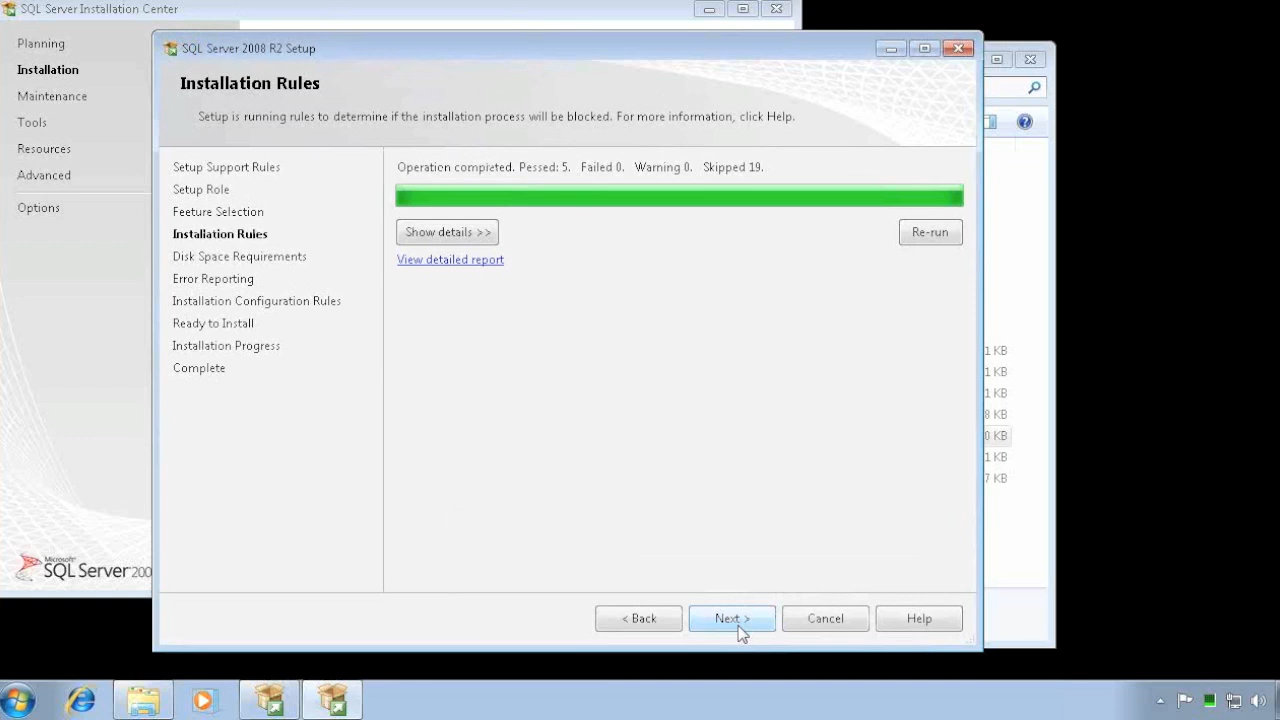 SQL Server Installation Center
Planning
Installation
Maintenance
Tools
Resources
Advanced
Options
Microsoft
SQL Server 200
SQL Server 2008 R2 Setup
Installation Rules
Setup is running rules to determine if the installation process will be blocked. For more information, click Help.
Setup Support Rules
Setup Role
Feature Selection
Installation Rules
Disk Space Requirements
Error Reporting
Installation Configuration Rules
Ready to Install
Installation Progress
Complete
Operation completed. Passed: 5. Failed 0. Warning 0. Skipped 19.
Show details >>
Re-run
View detailed report
< Back
Next >
Cancel
Help
1 KB
1 KB
1 KB
8 KB
0 KB
1 KB
7 KB